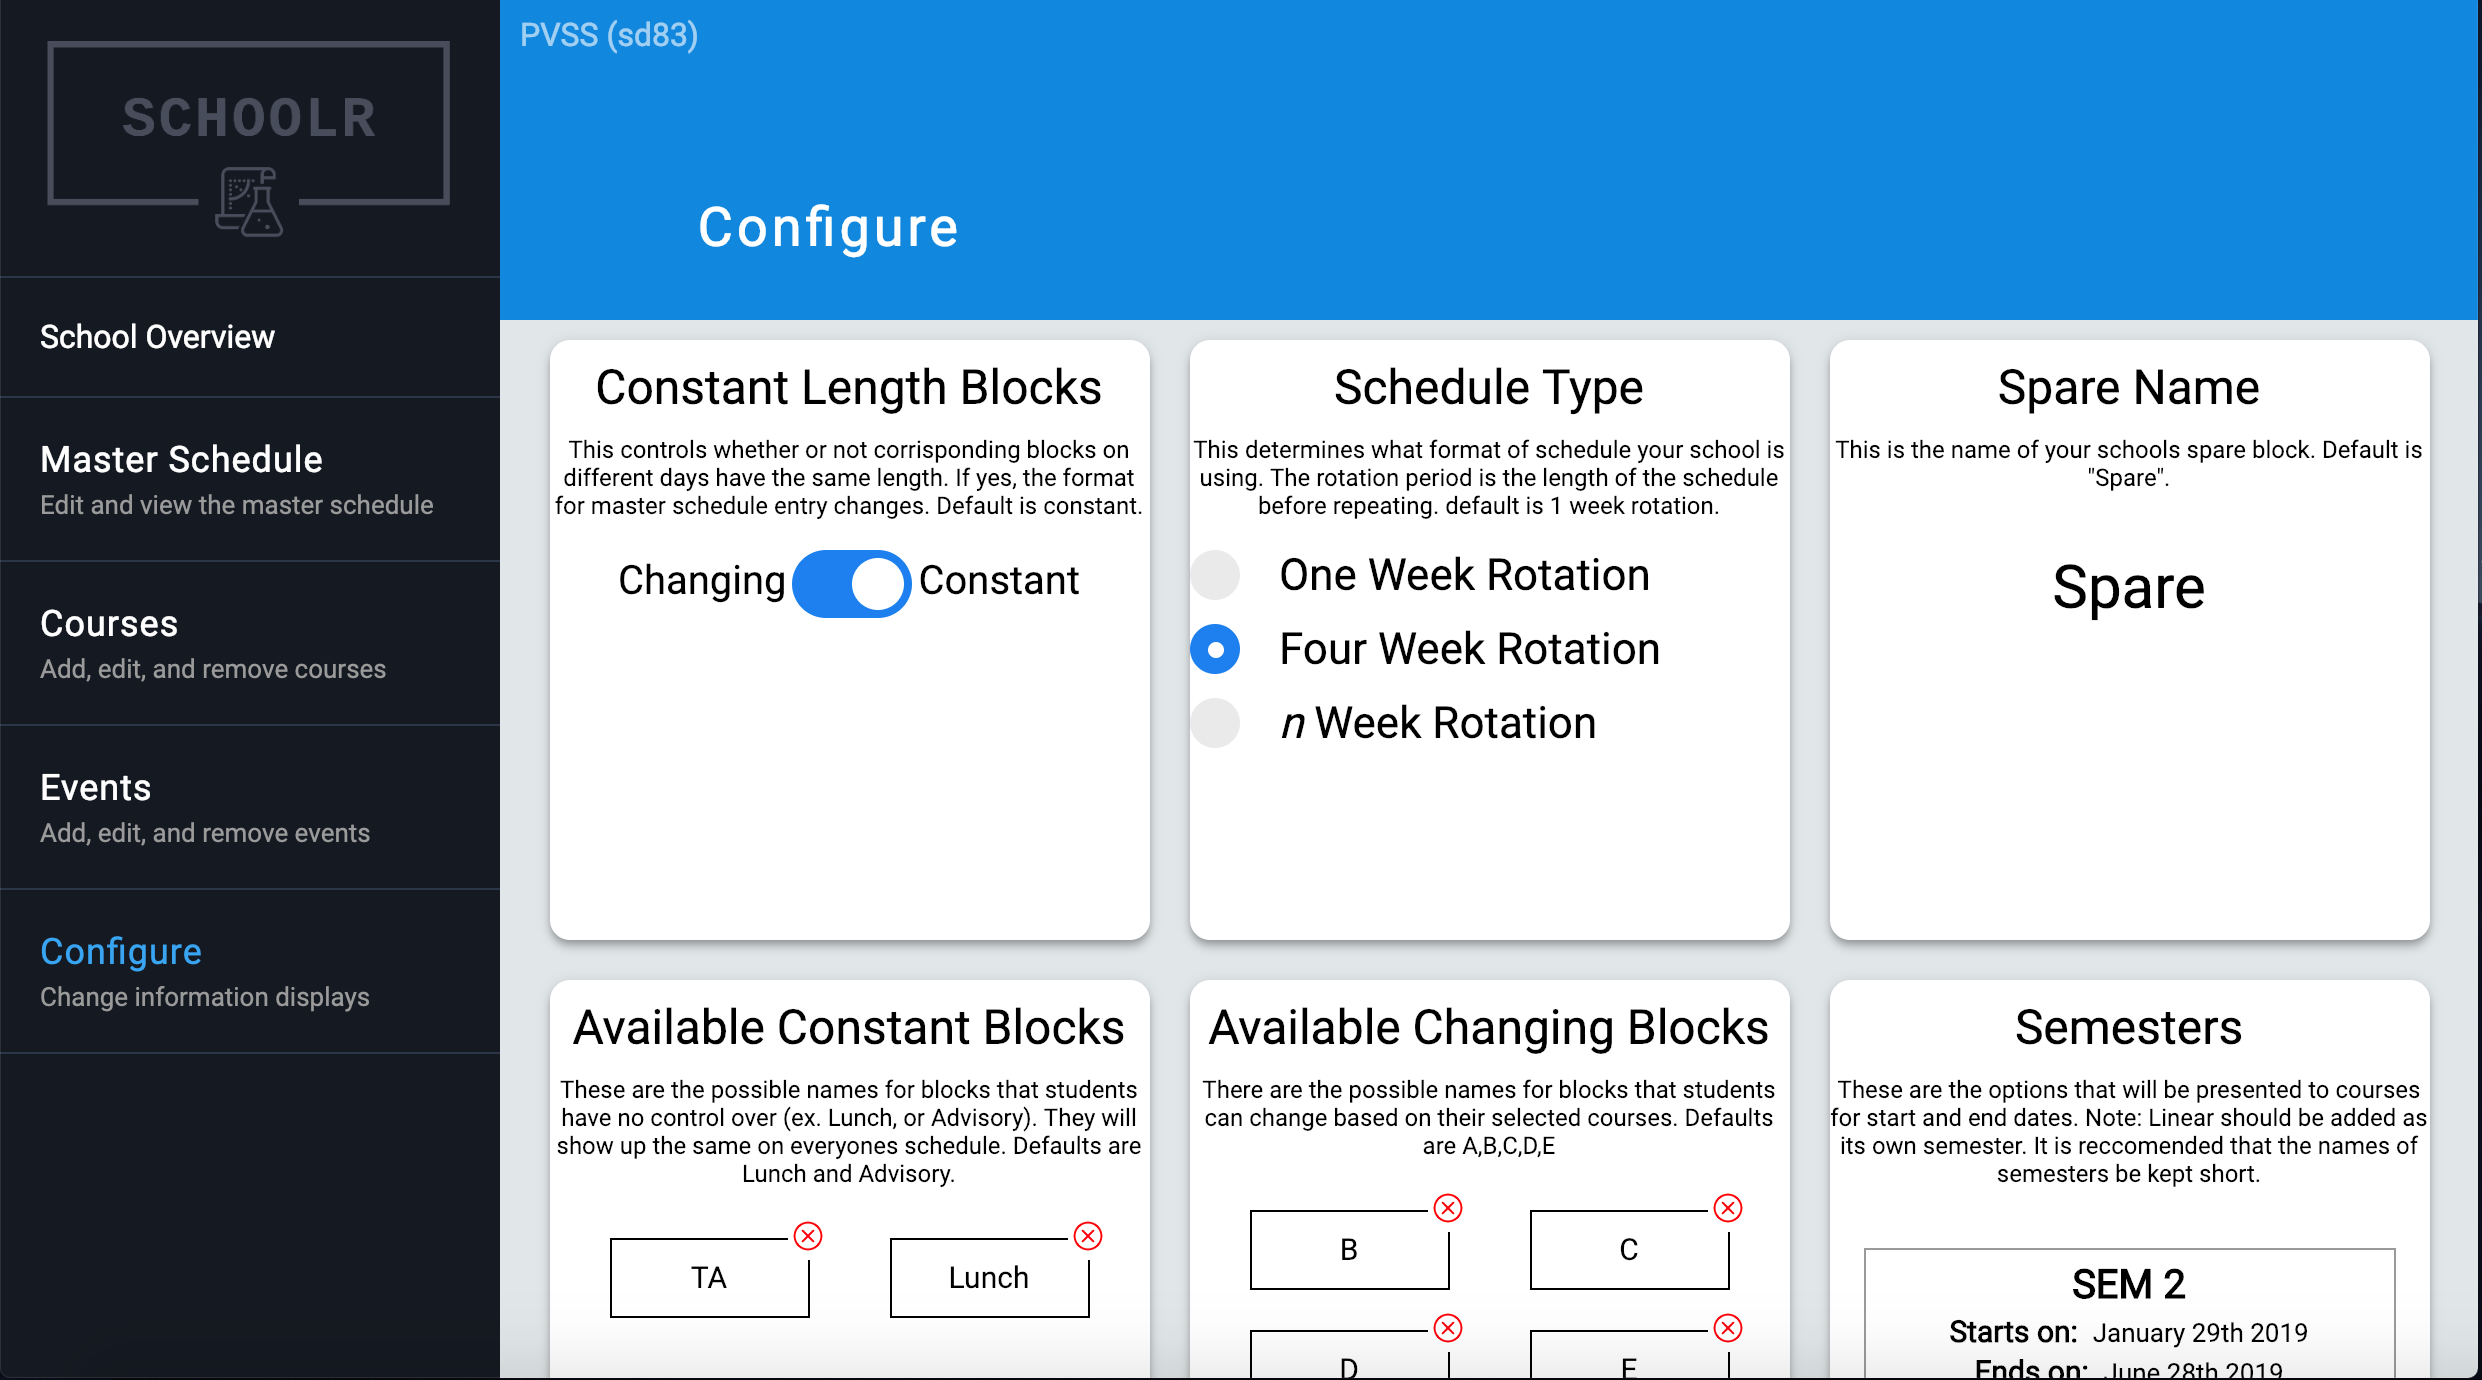 SCHOOLR
School Overview
Master Schedule
Edit and view the master schedule
Courses
Add, edit, and remove courses
Events
Add, edit, and remove events
Configure
Change information displays
PVSS (sd83)
Configure
Constant Length Blocks
This controls whether or not corrisponding blocks on
different days have the same length. If yes, the format
for master schedule entry changes. Default is constant.
Changing Constant
Schedule Type
This determines what format of schedule your school is
using. The rotation period is the length of the schedule
before repeating. default is 1 week rotation.
One Week Rotation
Four Week Rotation
n Week Rotation
Spare Name
This is the name of your schools spare block. Default is
"Spare".
Spare
Available Constant Blocks
These are the possible names for blocks that students
have no control over (ex. Lunch, or Advisory). They will
show up the same on everyones schedule. Defaults are
Lunch and Advisory.
TA
Lunch
Available Changing Blocks
There are the possible names for blocks that students
can change based on their selected courses. Defaults
are A,B,C,D,E
B
C
D
E
Semesters
These are the options that will be presented to courses
for start and end dates. Note: Linear should be added as
its own semester. It is reccomended that the names of
semesters be kept short.
SEM 2
Starts on: January 29th 2019
Ends on: June 28th 2019